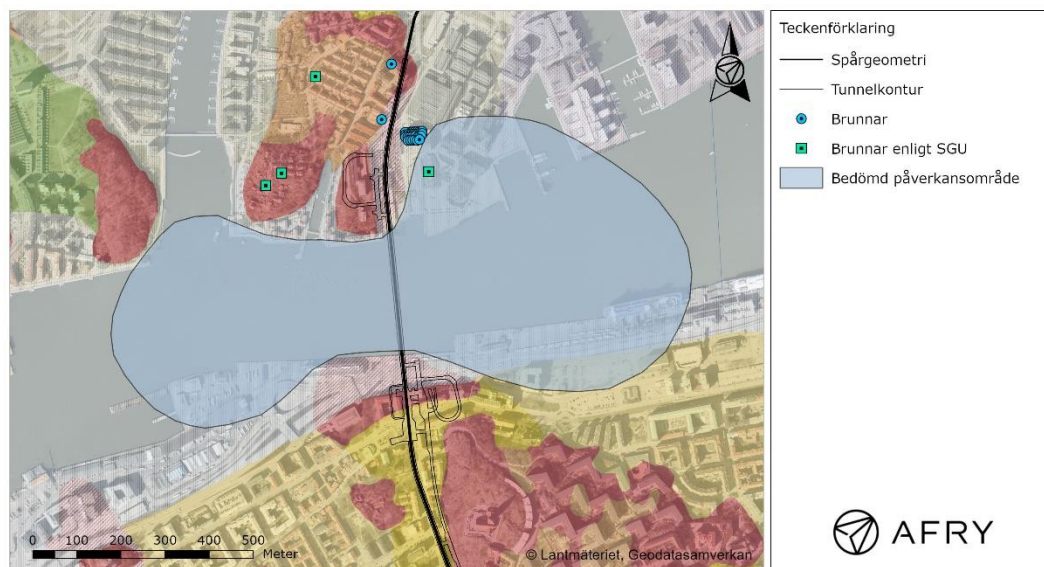 Teckenförklaring
Spårgeometri
Tunnelkontur
Brunnar
Brunnar enligt SGU
Bedömd påverkansområde
0 100 200 300 400 500
Meter
© Lantmäteriet, Geodatasamverkan
AFRY